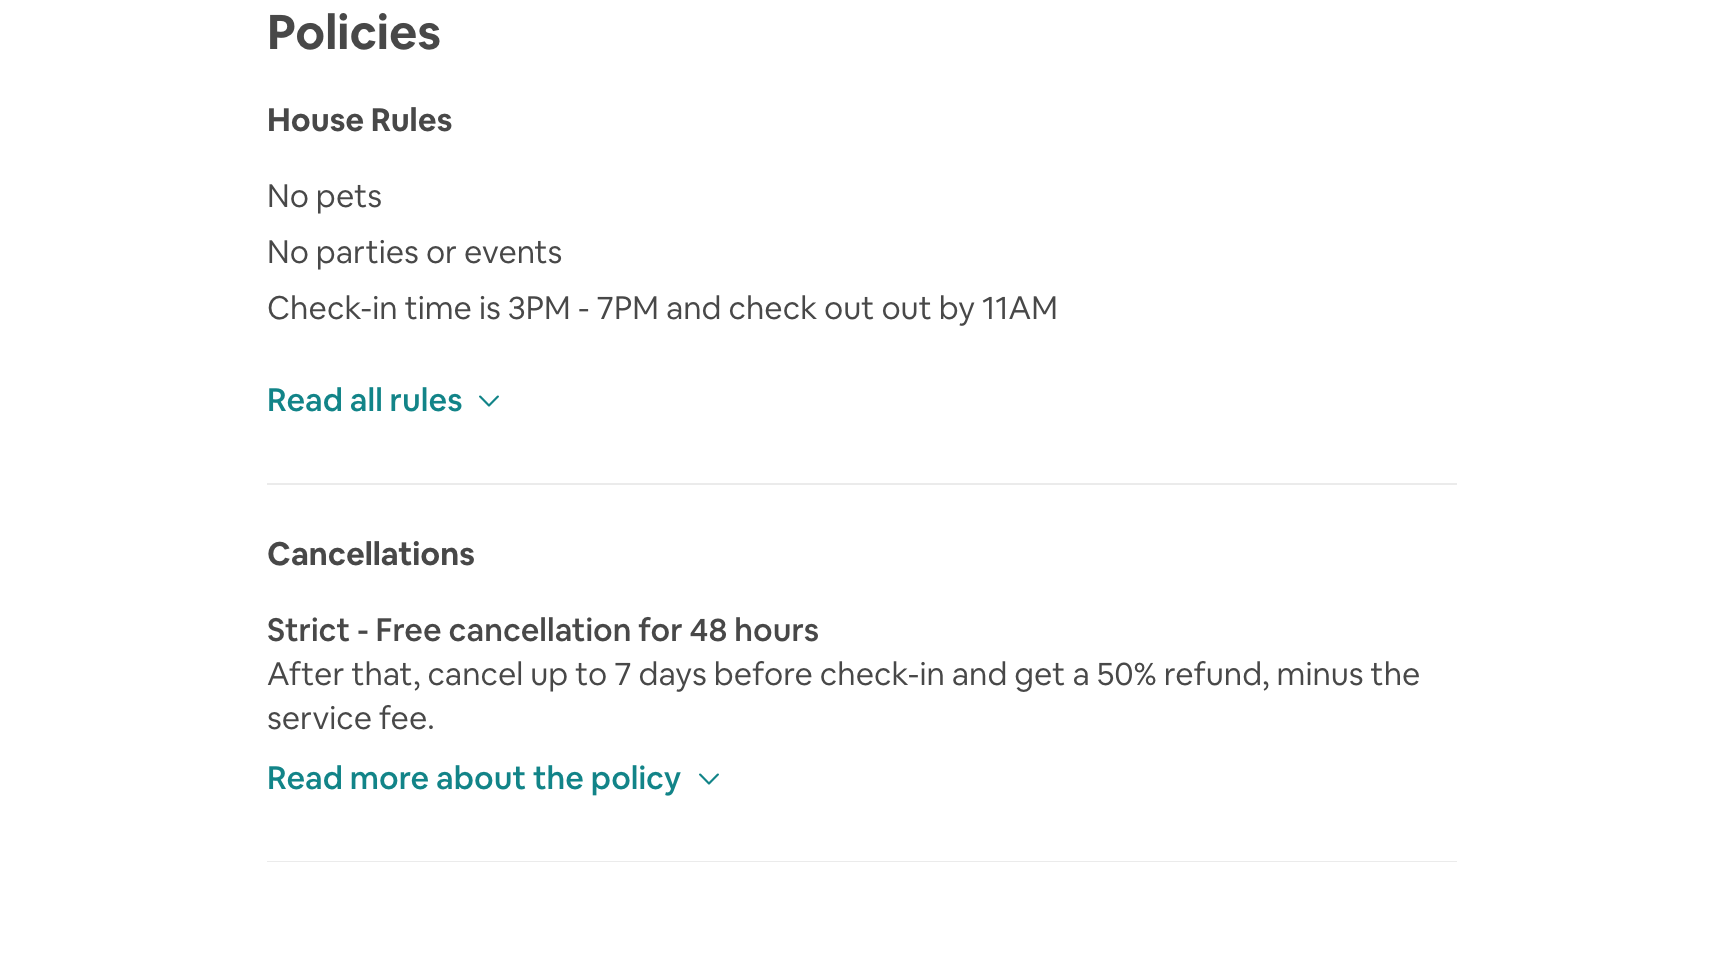 Policies
House Rules
No pets
No parties or events
Check-in time is 3PM - 7PM and check out out by 11AM
Read all rules
Cancellations
Strict - Free cancellation for 48 hours
After that, cancel up to 7 days before check-in and get a 50% refund, minus the
service fee.
Read more about the policy